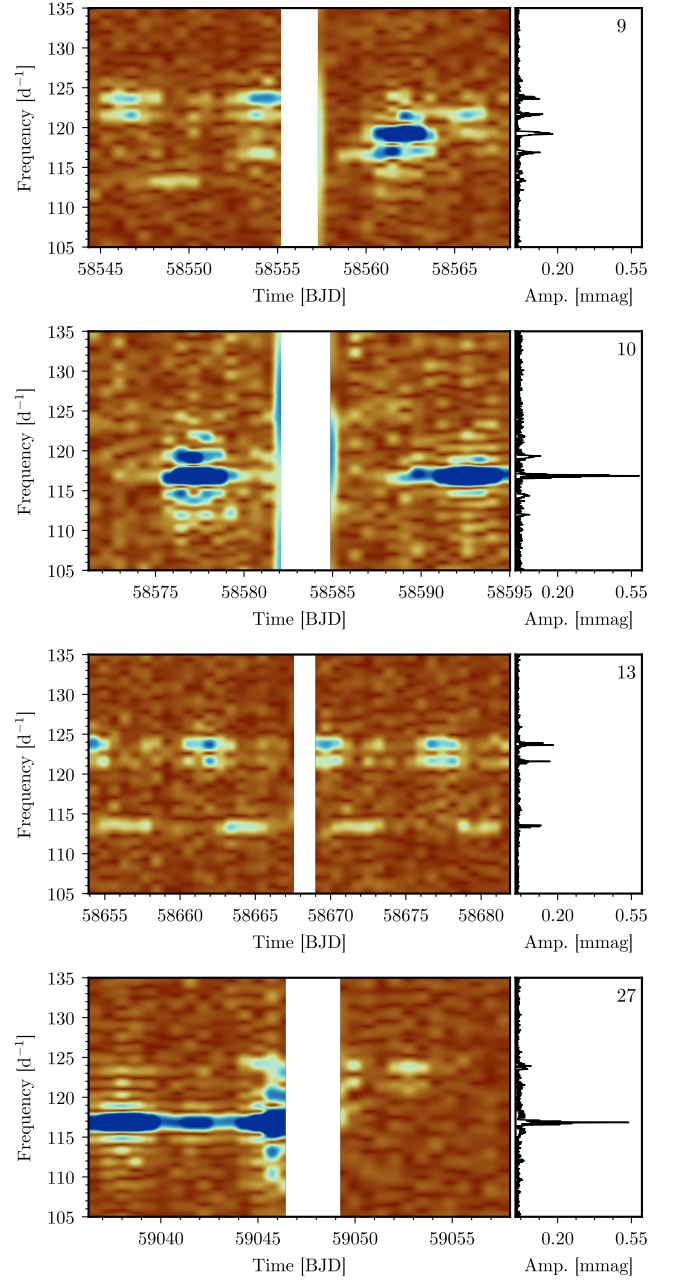 135
130
125
120
115
110
105
Frequency [d⁻¹]
9
58545 58550 58555 58560 58565
0.20 0.55
Time [BJD]
Amp. [mmag]
135
130
125
120
115
110
105
Frequency [d⁻¹]
10
58575 58580 58585 58590 58595
0.20 0.55
Time [BJD]
Amp. [mmag]
135
130
125
120
115
110
105
Frequency [d⁻¹]
13
58655 58660 58665 58670 58675 58680
0.20 0.55
Time [BJD]
Amp. [mmag]
135
130
125
120
115
110
105
Frequency [d⁻¹]
27
59040 59045 59050 59055
0.20 0.55
Time [BJD]
Amp. [mmag]